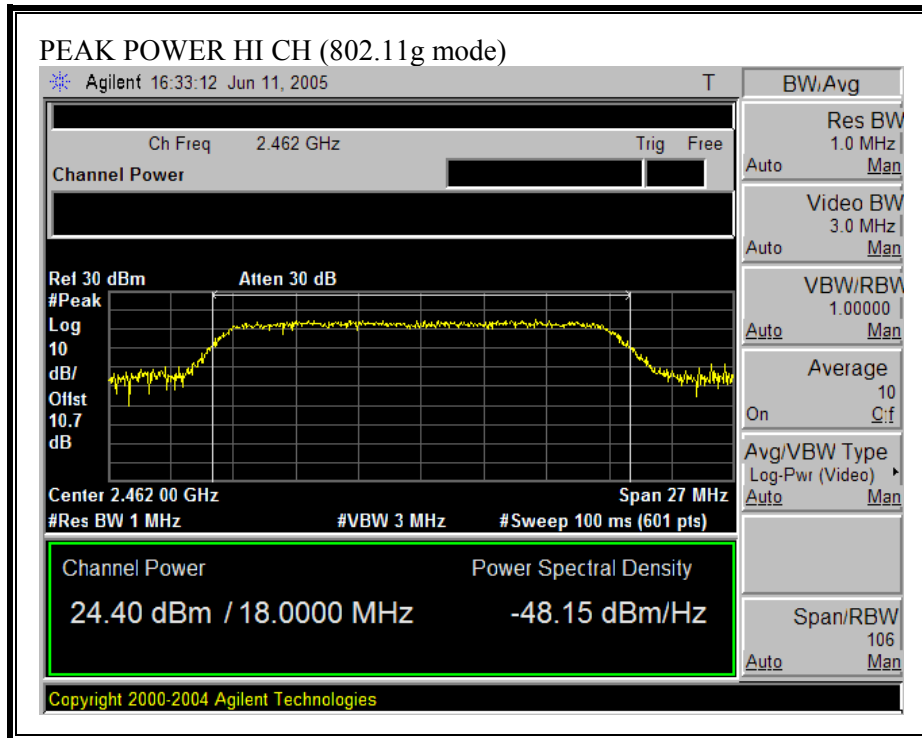 PEAK POWER HI CH (802.11g mode)
Agilent 16:33:12 Jun 11, 2005 T
BW/Avg
Ch Freq 2.462 GHz Trig Free
Channel Power
Res BW
1.0 MHz
Auto Man
Video BW
3.0 MHz
Auto Man
VBW/RBW
1.00000
Auto Man
Average
10
On Off
Avg/VBW Type
Log-Pwr (Video)
Auto Man
Span/RBW
106
Auto Man
Ref 30 dBm Atten 30 dB
#Peak
Log
10
dB/
Offst
10.7
dB
Center 2.462 00 GHz Span 27 MHz
#Res BW 1 MHz #VBW 3 MHz #Sweep 100 ms (601 pts)
Channel Power Power Spectral Density
24.40 dBm / 18.0000 MHz -48.15 dBm/Hz
Copyright 2000-2004 Agilent Technologies